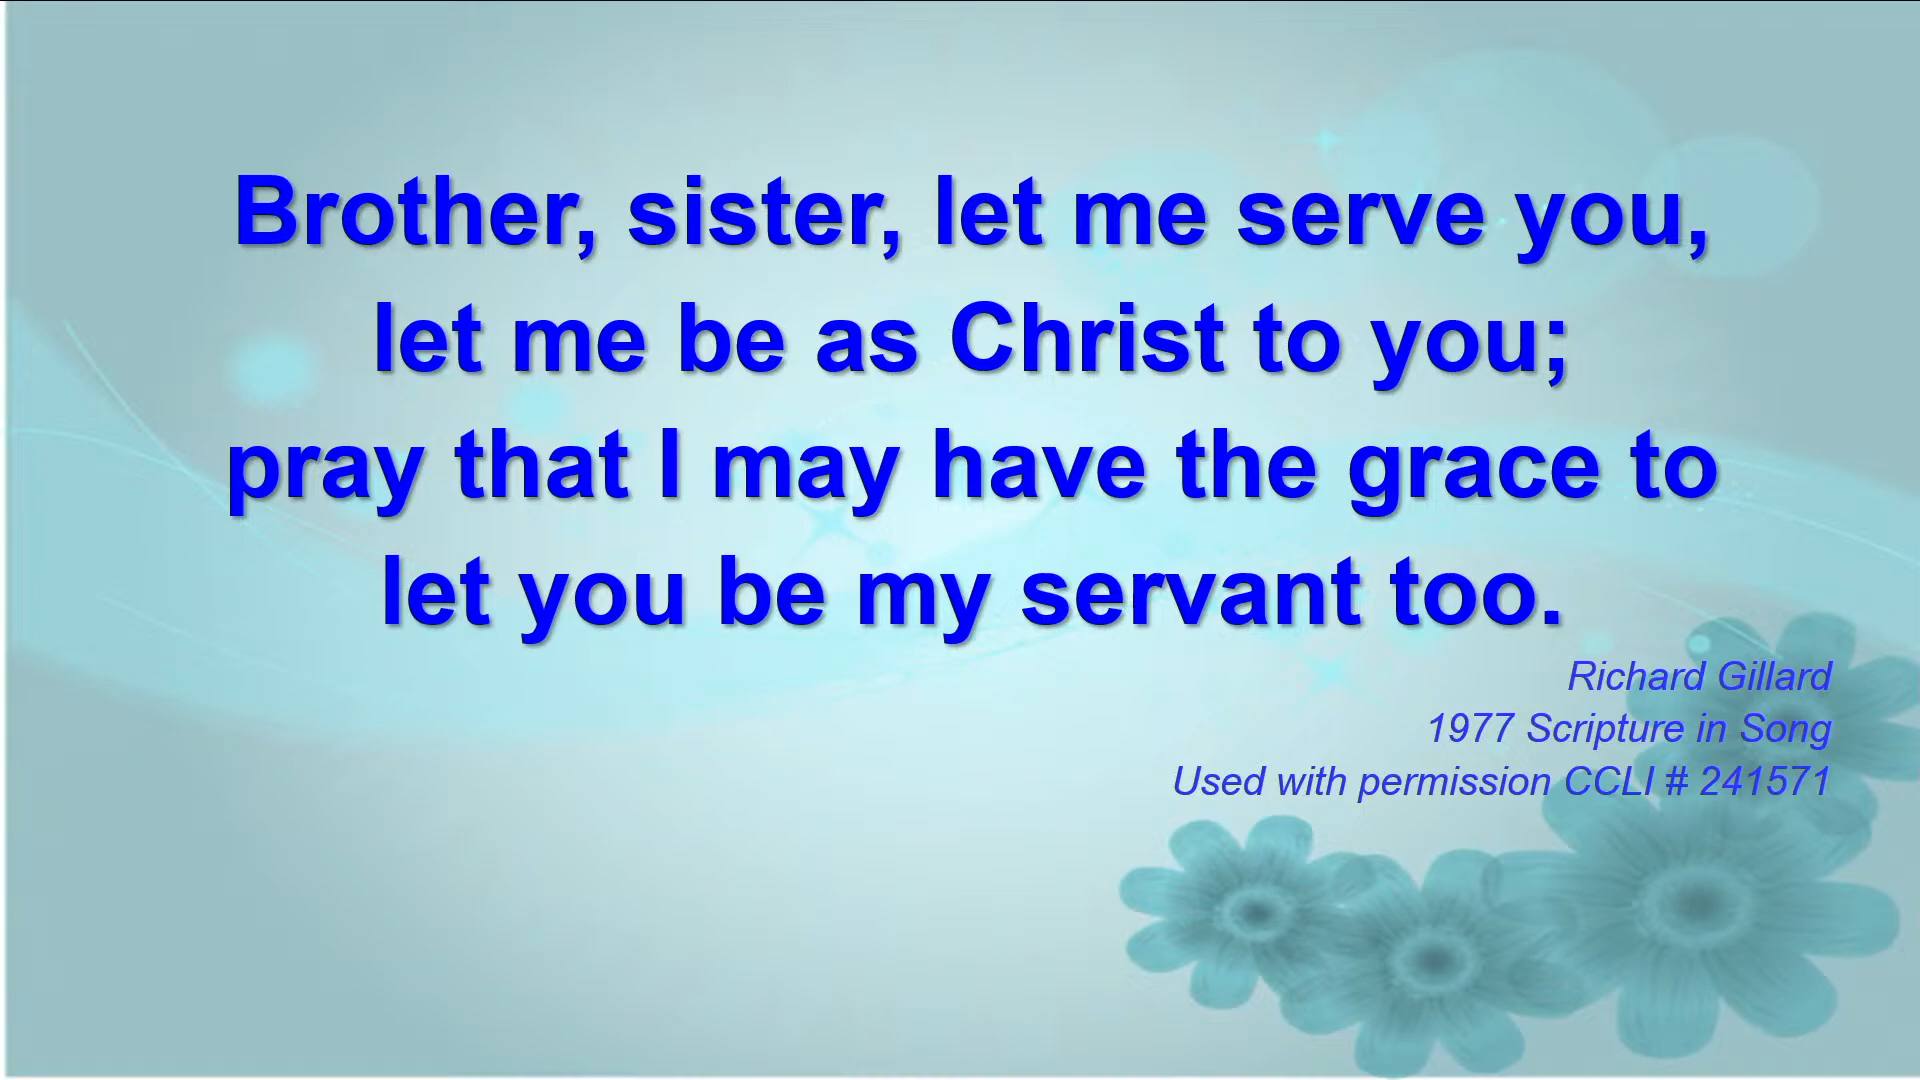 Brother, sister, let me serve you,
let me be as Christ to you;
pray that I may have the grace to
let you be my servant too.
Richard Gillard
1977 Scripture in Song
Used with permission CCLI # 241571